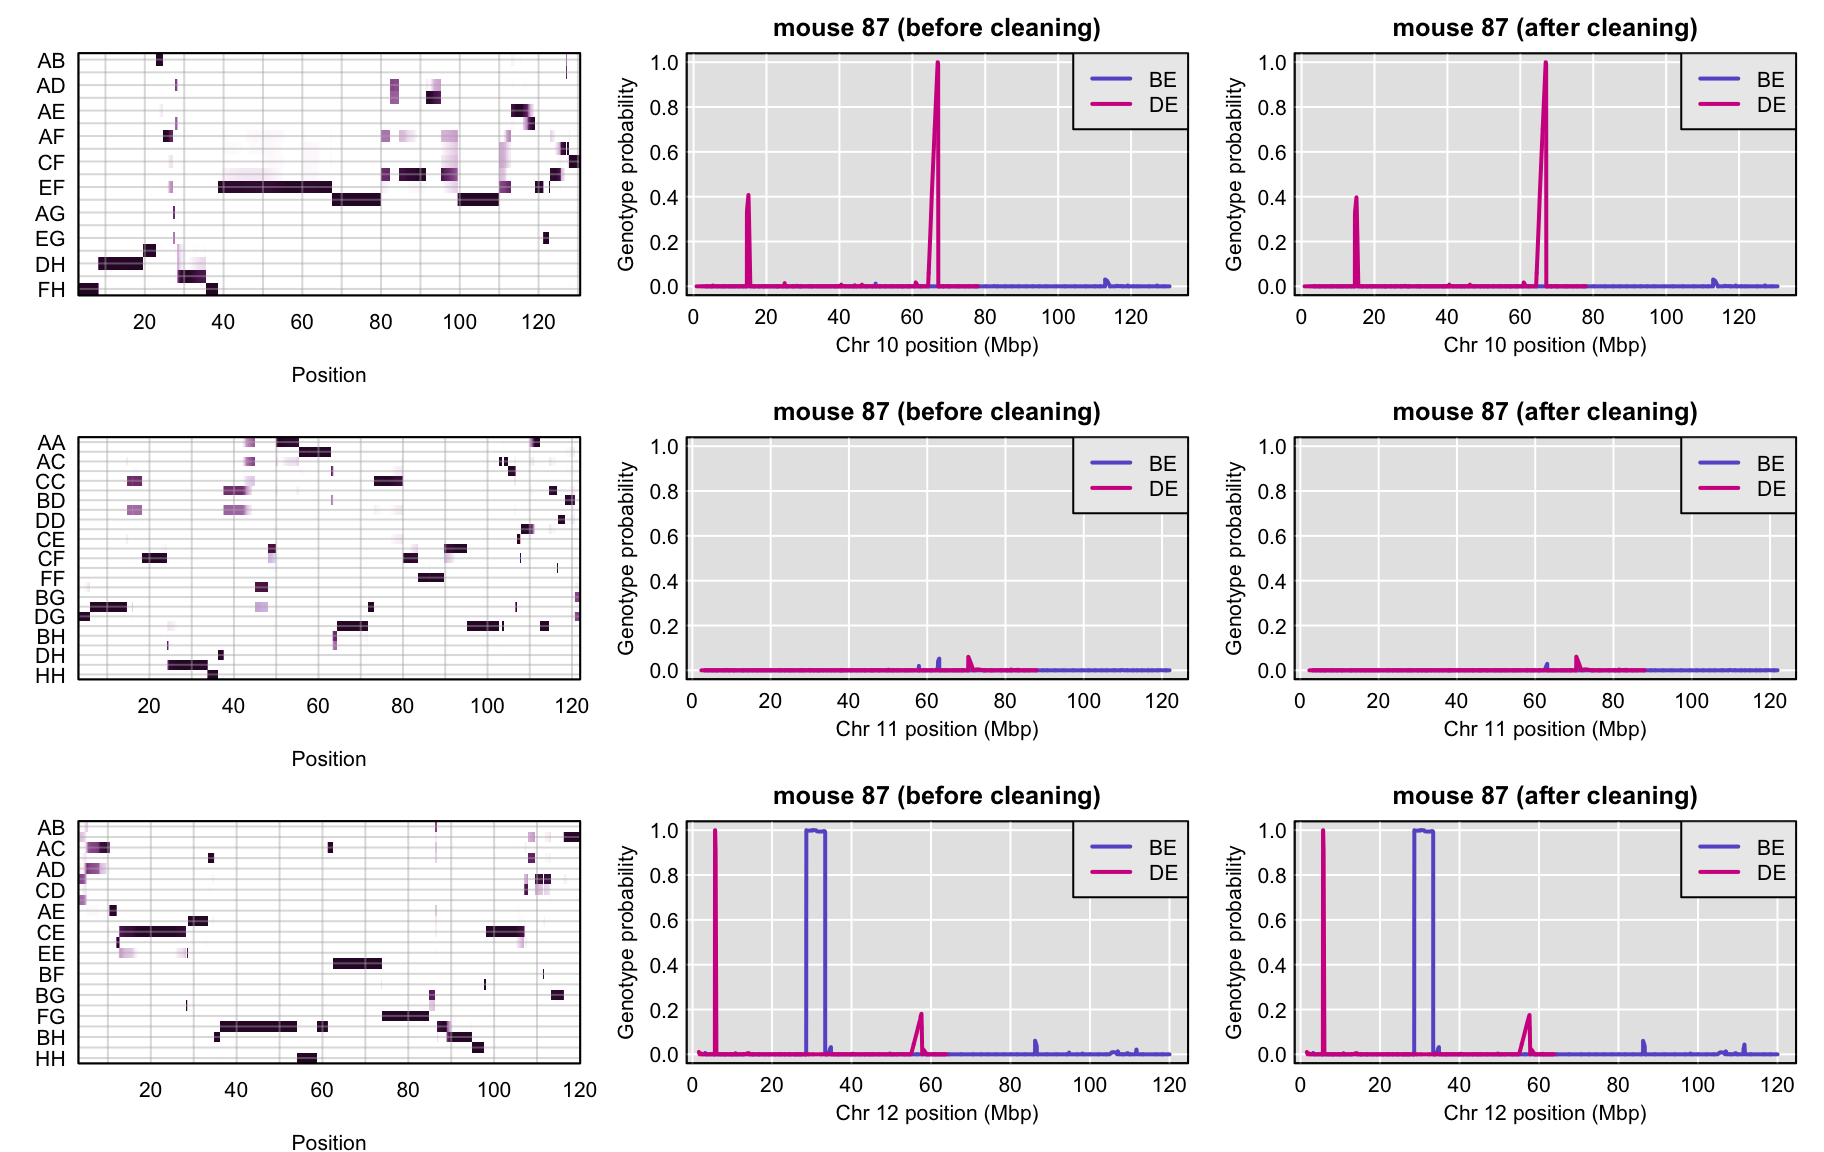 AB
AD
AE
AF
CF
EF
AG
EG
DH
FH
20 40 60 80 100 120
Position
mouse 87 (before cleaning)
Genotype probability
1.0
0.8
0.6
0.4
0.2
0.0
BE
DE
0 20 40 60 80 100 120
Chr 10 position (Mbp)
mouse 87 (after cleaning)
Genotype probability
1.0
0.8
0.6
0.4
0.2
0.0
BE
DE
0 20 40 60 80 100 120
Chr 10 position (Mbp)
AA
AC
CC
BD
DD
CE
CF
FF
BG
DG
BH
DH
HH
20 40 60 80 100 120
Position
mouse 87 (before cleaning)
Genotype probability
1.0
0.8
0.6
0.4
0.2
0.0
BE
DE
0 20 40 60 80 100 120
Chr 11 position (Mbp)
mouse 87 (after cleaning)
Genotype probability
1.0
0.8
0.6
0.4
0.2
0.0
BE
DE
0 20 40 60 80 100 120
Chr 11 position (Mbp)
AB
AC
AD
CD
AE
CE
EE
BF
BG
FG
BH
HH
20 40 60 80 100 120
Position
mouse 87 (before cleaning)
Genotype probability
1.0
0.8
0.6
0.4
0.2
0.0
BE
DE
0 20 40 60 80 100 120
Chr 12 position (Mbp)
mouse 87 (after cleaning)
Genotype probability
1.0
0.8
0.6
0.4
0.2
0.0
BE
DE
0 20 40 60 80 100 120
Chr 12 position (Mbp)